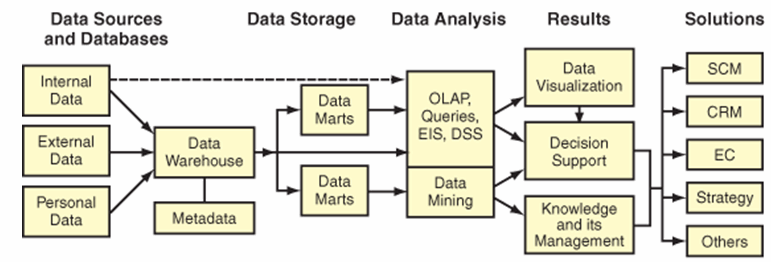 Data Sources
and Databases
Data Storage
Data Analysis
Results
Solutions
Internal
Data
External
Data
Personal
Data
Data
Warehouse
Metadata
Data
Marts
Data
Marts
OLAP,
Queries,
EIS, DSS
Data
Mining
Data
Visualization
Decision
Support
Knowledge
and its
Management
SCM
CRM
EC
Strategy
Others